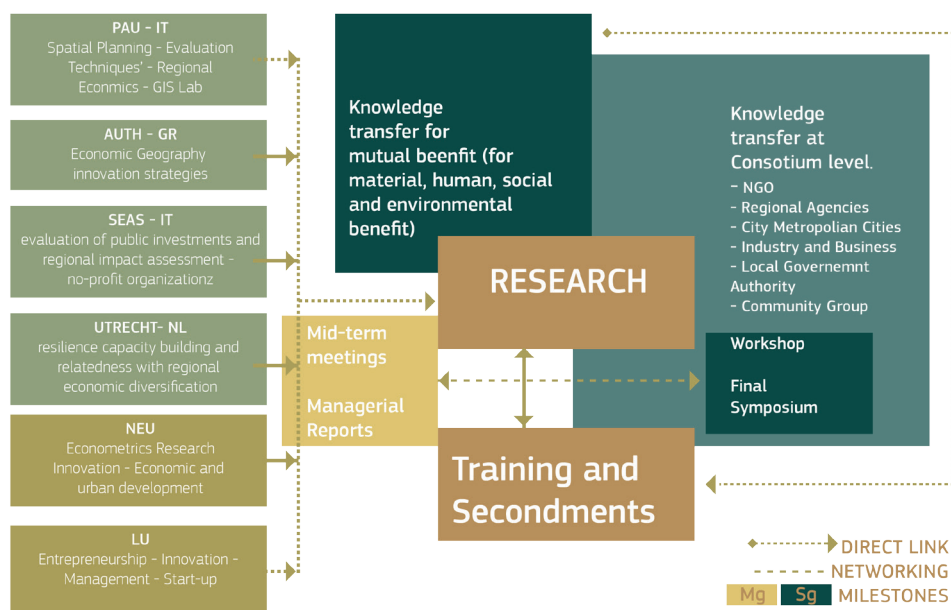 PAU - IT
Spatial Planning - Evaluation
Techniques' - Regional
Econmics - GIS Lab
AUTH - GR
Economic Geography
innovation strategies
SEAS - IT
evaluation of public investments and
regional impact assessment -
no-profit organizationz
UTRECHT- NL
resilience capacity building and
relatedness with regional
economic diversification
NEU
Econometrics Research
Innovation - Economic and
urban development
LU
Entrepreneurship - Innovation -
Management - Start-up
Knowledge
transfer for
mutual beenfit (for
material, human, social
and environmental
benefit)
Knowledge
transfer at
Consotium level.
- NGO
- Regional Agencies
- City Metropolian Cities
- Industry and Business
- Local Governemnt
Authority
- Community Group
RESEARCH
Mid-term
meetings
Managerial
Reports
Workshop
Final
Symposium
Training and
Secondments
DIRECT LINK
NETWORKING
Mg Sg MILESTONES